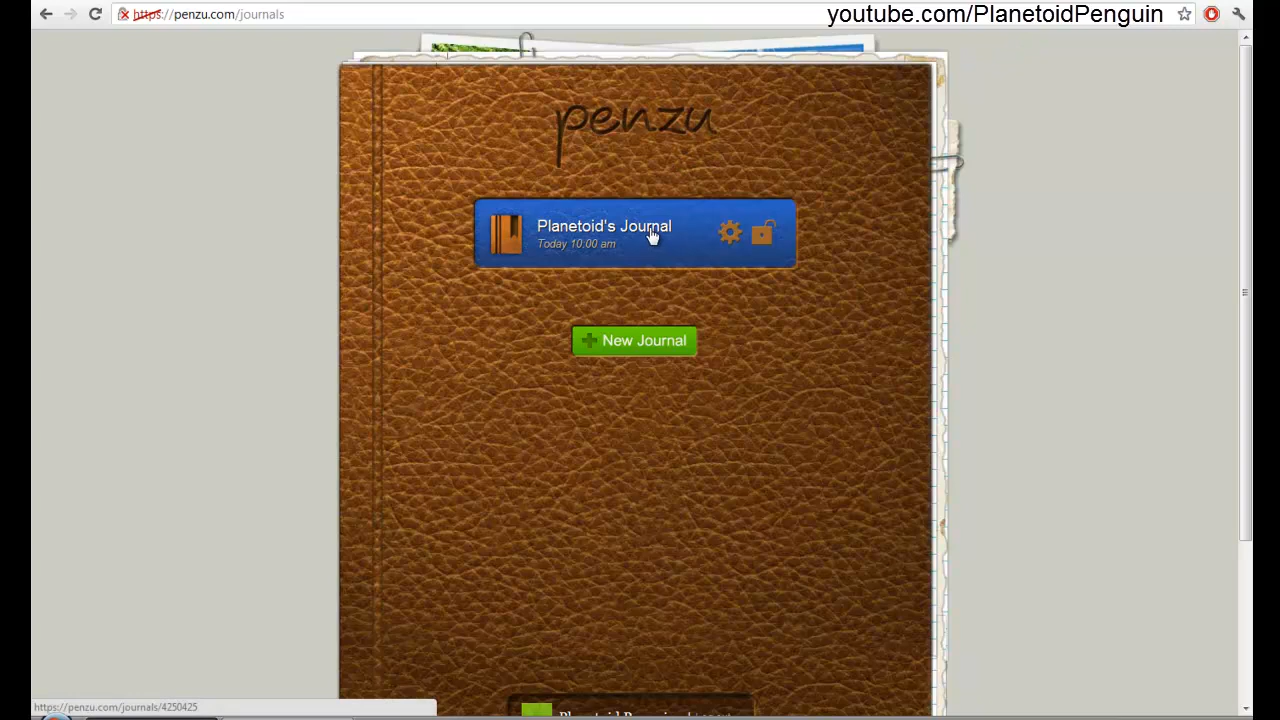 https://penzu.com/journals
youtube.com/PlanetoidPenguin
penzu
Planetoid's Journal
Today 10:00 am
New Journal
https://penzu.com/journals/4250425